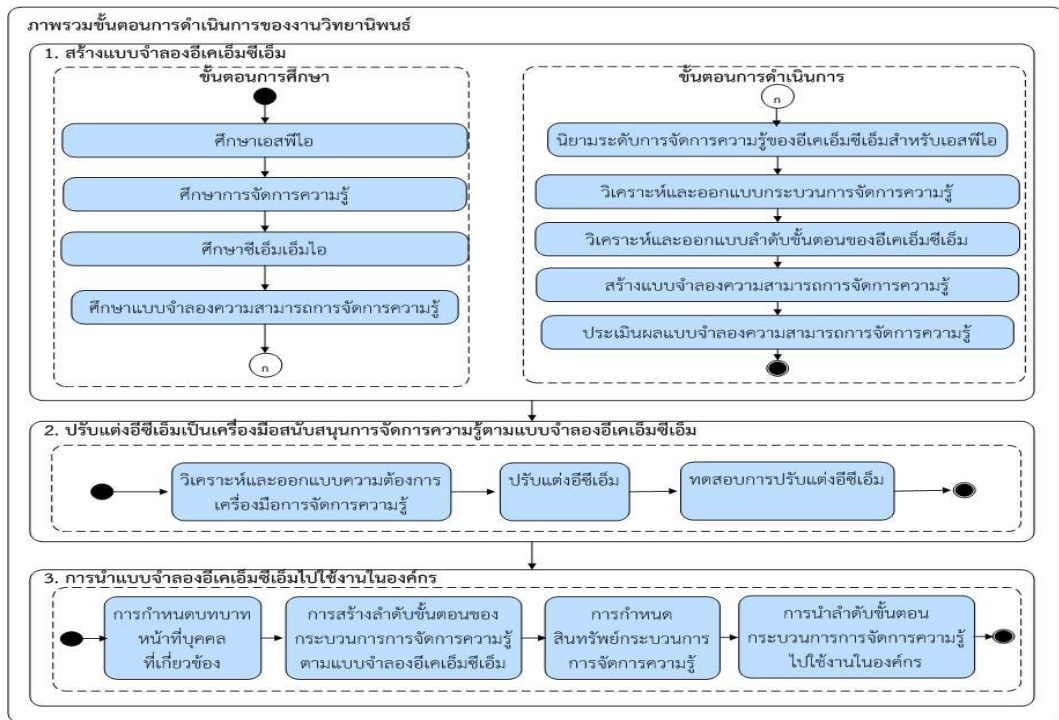 ภาพรวมขั้นตอนการดำเนินการของงานวิทยานิพนธ์
1. สร้างแบบจำลองอีเคเอ็มซีเอ็ม
ขั้นตอนการศึกษา
ศึกษาเอสพีไอ
ศึกษาการจัดการความรู้
ศึกษาซีเอ็มเอ็มไอ
ศึกษาแบบจำลองความสามารถการจัดการความรู้
ก
ขั้นตอนการดำเนินการ
ก
นิยามระดับการจัดการความรู้ของอีเคเอ็มซีเอ็มสำหรับเอสพีไอ
วิเคราะห์และออกแบบกระบวนการจัดการความรู้
วิเคราะห์และออกแบบลำดับขั้นตอนของอีเคเอ็มซีเอ็ม
สร้างแบบจำลองความสามารถการจัดการความรู้
ประเมินผลแบบจำลองความสามารถการจัดการความรู้
2. ปรับแต่งอีซีเอ็มเป็นเครื่องมือสนับสนุนการจัดการความรู้ตามแบบจำลองอีเคเอ็มซีเอ็ม
วิเคราะห์และออกแบบความต้องการ
เครื่องมือการจัดการความรู้
ปรับแต่งอีซีเอ็ม
ทดสอบการปรับแต่งอีซีเอ็ม
3. การนำแบบจำลองอีเคเอ็มซีเอ็มไปใช้งานในองค์กร
การกำหนดบทบาท
หน้าที่บุคคล
ที่เกี่ยวข้อง
การสร้างลำดับขั้นตอนของ
กระบวนการการจัดการความรู้
ตามแบบจำลองอีเคเอ็มซีเอ็ม
การกำหนด
สินทรัพย์กระบวนการ
การจัดการความรู้
การนำลำดับขั้นตอน
กระบวนการการจัดการความรู้
ไปใช้งานในองค์กร